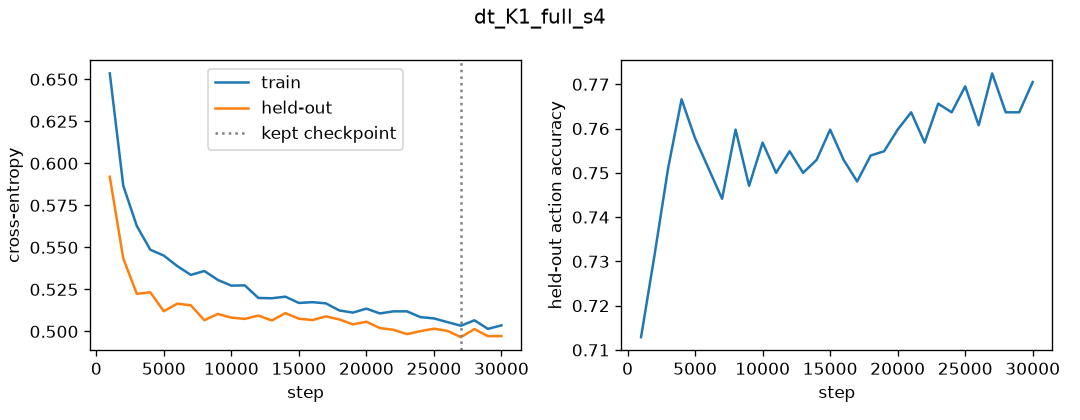 dt_K1_full_s4
train
held-out
kept checkpoint
cross-entropy
0.650
0.625
0.600
0.575
0.550
0.525
0.500
0 5000 10000 15000 20000 25000 30000
step
held-out action accuracy
0.77
0.76
0.75
0.74
0.73
0.72
0.71
0 5000 10000 15000 20000 25000 30000
step